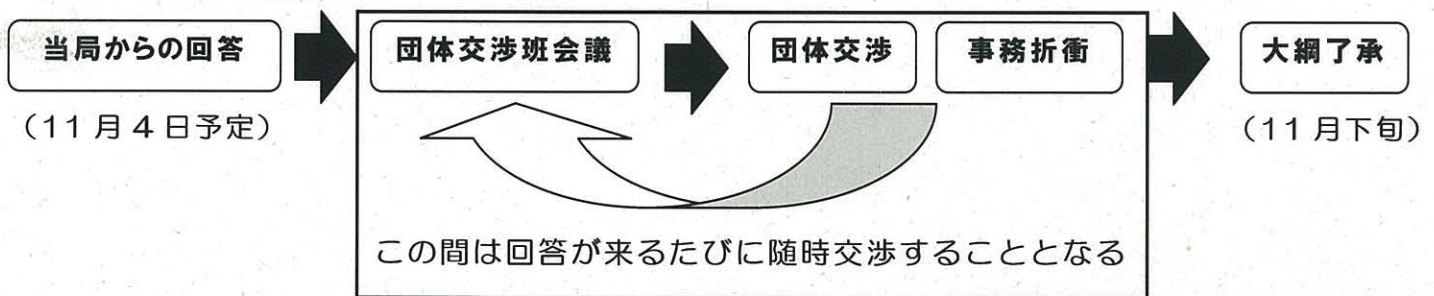 当局からの回答
(11月4日予定)
団体交渉班会議
団体交渉
事務折衝
この間は回答が来るたびに随時交渉することとなる
大綱了承
(11月下旬)